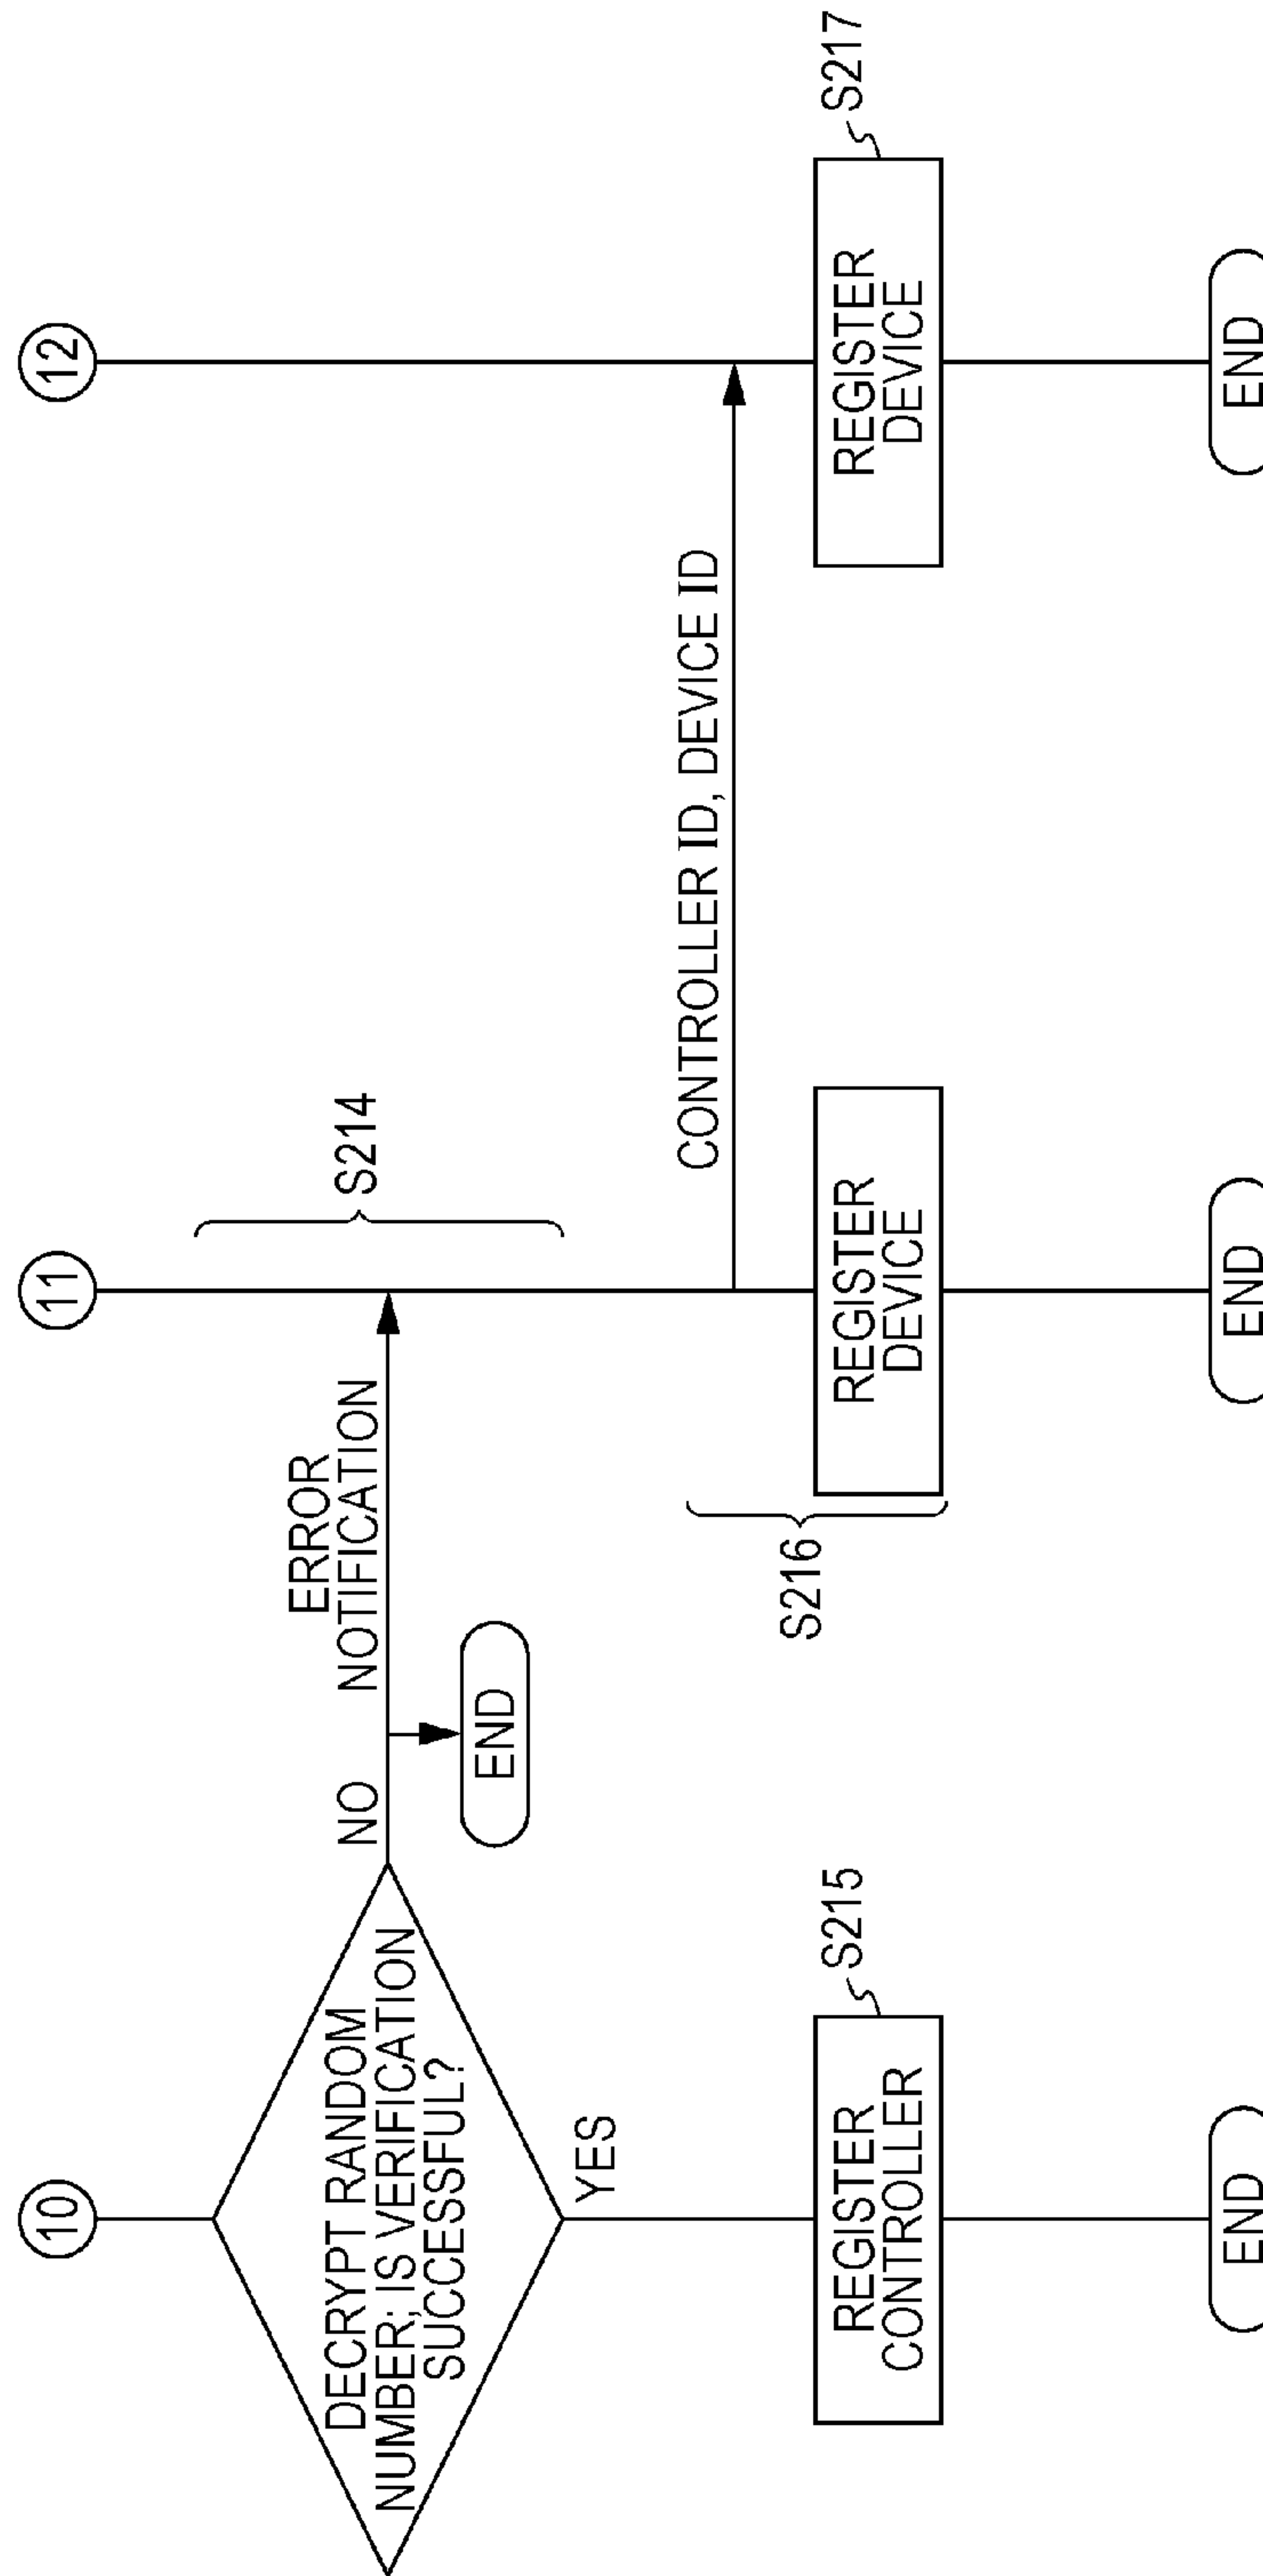 10
11
12
DECRYPT RANDOM
NUMBER; IS VERIFICATION
SUCCESSFUL?
NO
ERROR
NOTIFICATION
S214
END
YES
CONTROLLER ID, DEVICE ID
S216
REGISTER
CONTROLLER
S215
REGISTER
DEVICE
REGISTER
DEVICE
S217
END
END
END